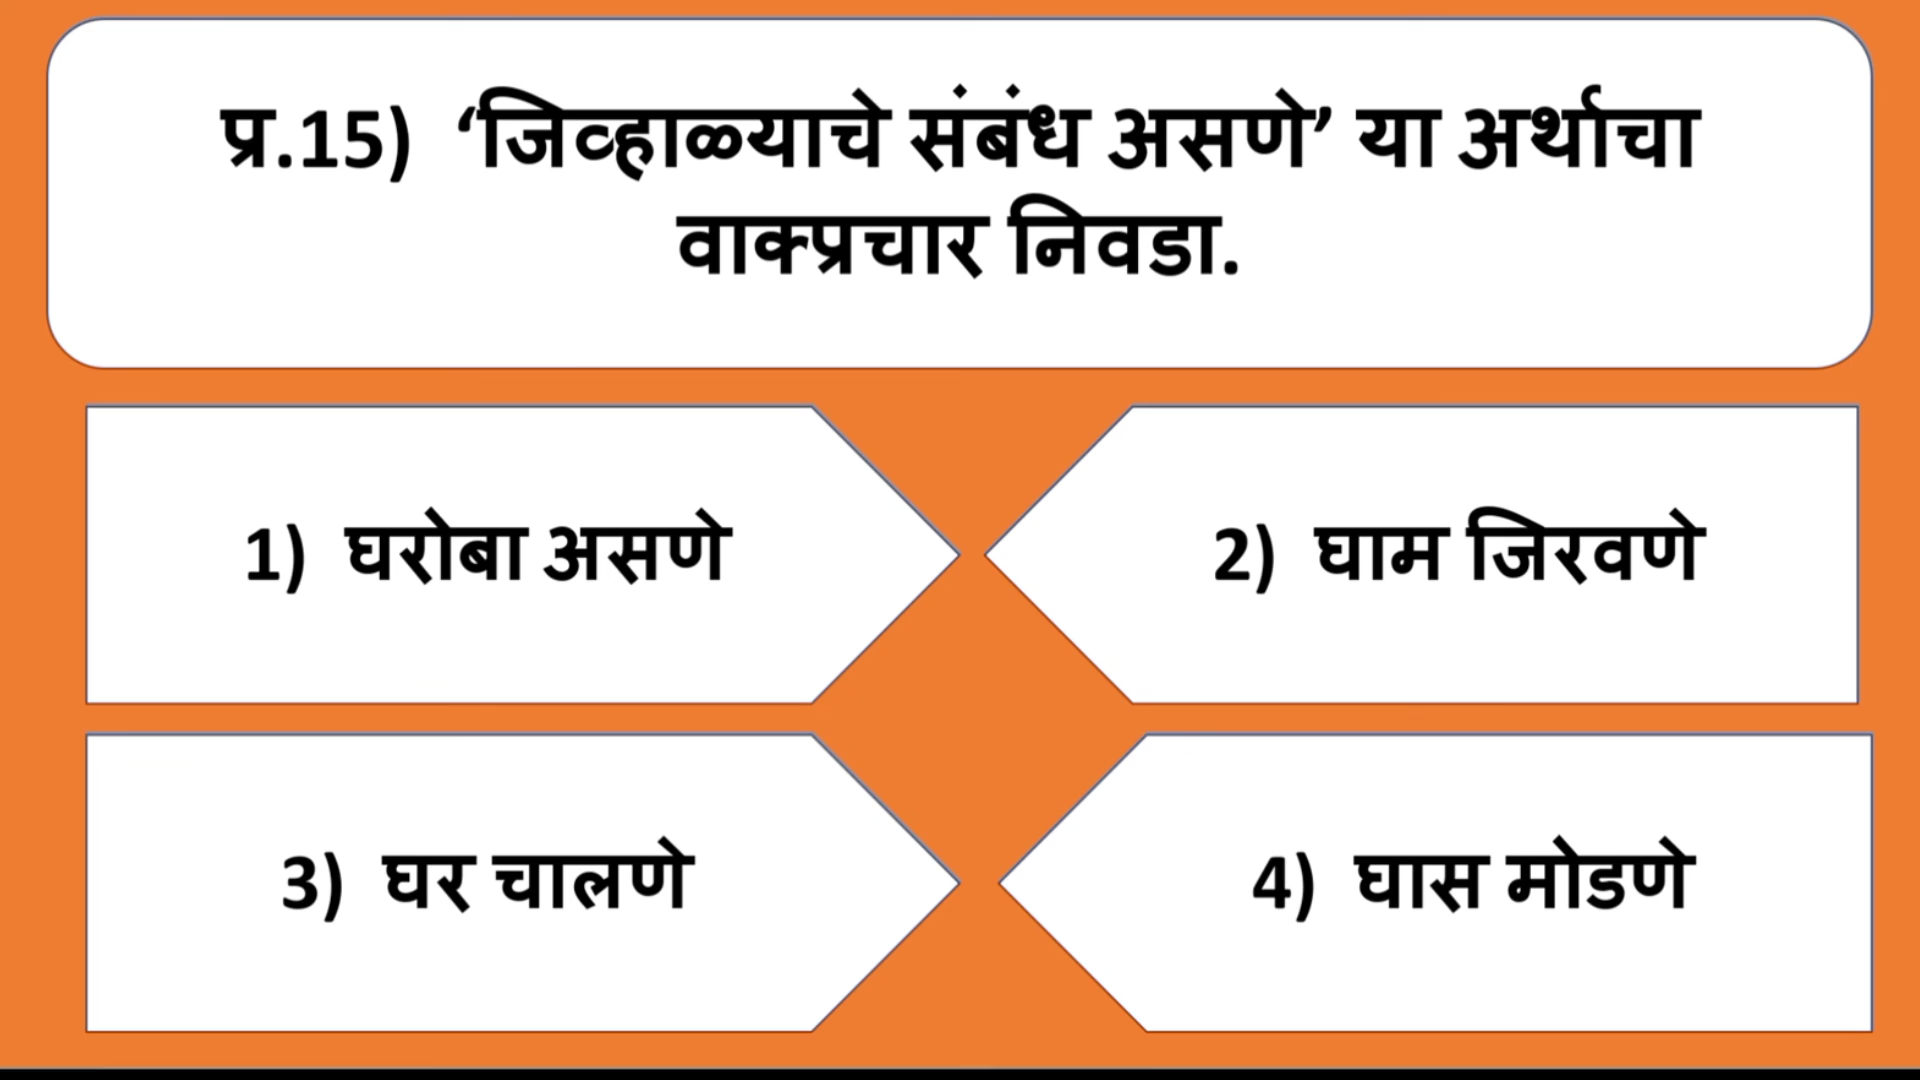 प्र.15) ‘जिव्हाळ्याचे संबंध असणे’ या अर्थाचा
वाक्प्रचार निवडा.
1) घरोबा असणे
2) घाम जिरवणे
3) घर चालणे
4) घास मोडणे